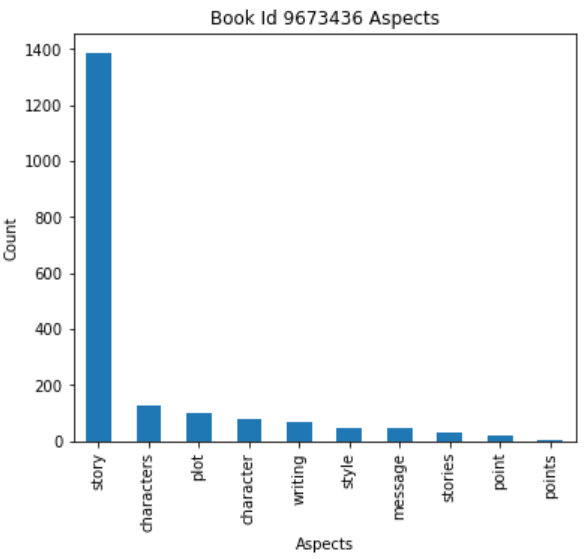 Book Id 9673436 Aspects
1400
1200
1000
800
600
400
200
0
Count
story
characters
plot
character
writing
style
message
stories
point
points
Aspects